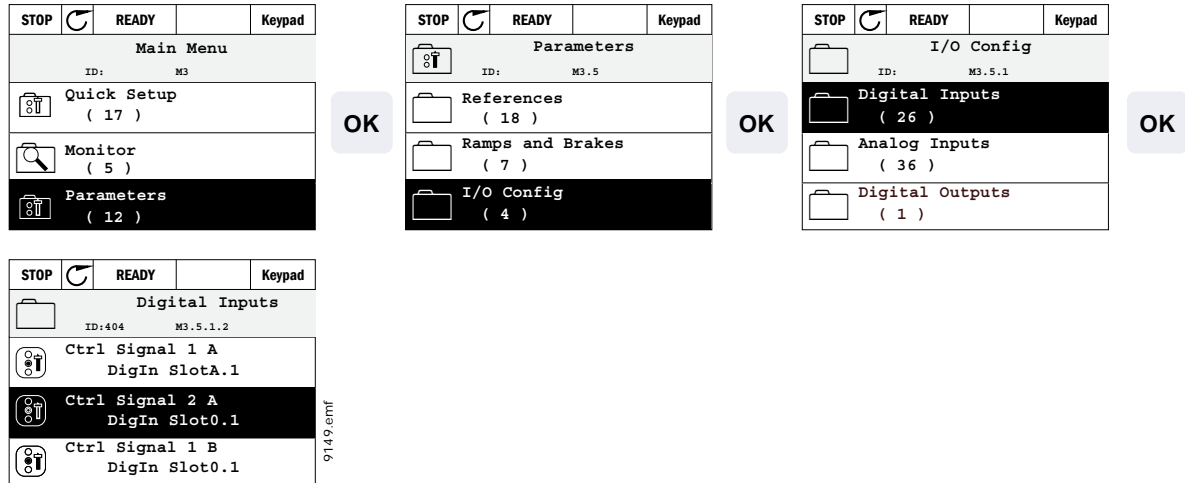 STOP READY Keypad
Main Menu
ID: M3
Quick Setup
( 17 )
Monitor
( 5 )
Parameters
( 12 )
OK
STOP READY Keypad
Parameters
ID: M3.5
References
( 18 )
Ramps and Brakes
( 7 )
I/O Config
( 4 )
OK
STOP READY Keypad
I/O Config
ID: M3.5.1
Digital Inputs
( 26 )
Analog Inputs
( 36 )
Digital Outputs
( 1 )
OK
STOP READY Keypad
Digital Inputs
ID:404 M3.5.1.2
Ctrl Signal 1 A
DigIn SlotA.1
Ctrl Signal 2 A
DigIn Slot0.1
Ctrl Signal 1 B
DigIn Slot0.1
9149.emf